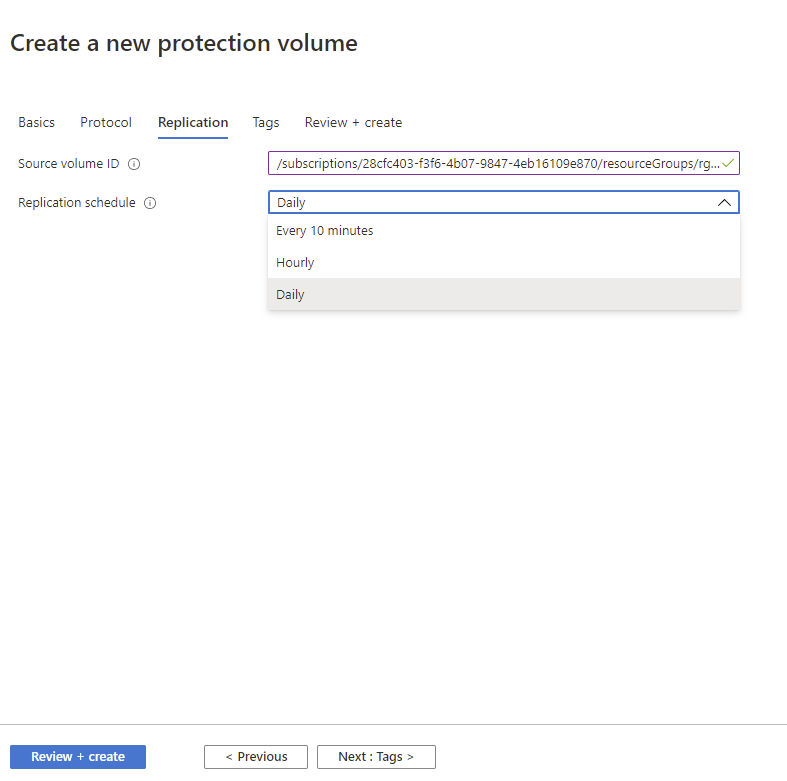 Create a new protection volume
Basics Protocol Replication Tags Review + create
Source volume ID /subscriptions/28cfc403-f3f6-4b07-9847-4eb16109e870/resourceGroups/rg...
Replication schedule Daily
Every 10 minutes
Hourly
Daily
Review + create < Previous Next : Tags >